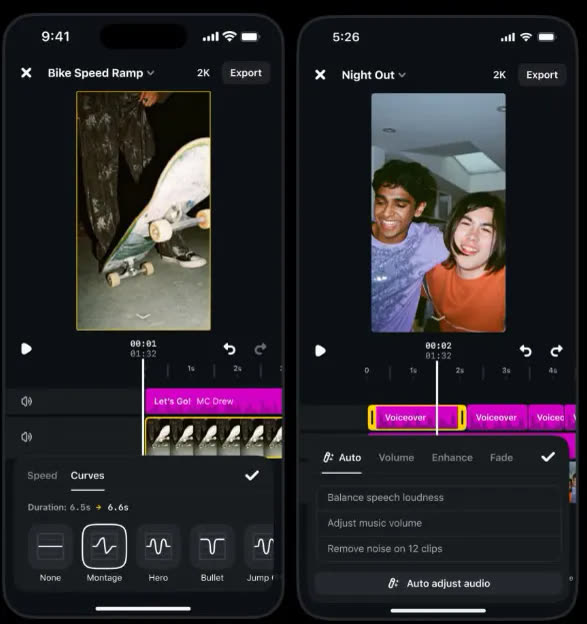 9:41
Bike Speed Ramp
2K
Export
00:01
01:32
1s
2s
Let's Go! MC Drew
Speed
Curves
Duration: 6.5s → 6.6s
None
Montage
Hero
Bullet
Jump
5:26
Night Out
2K
Export
00:02
01:32
0
1s
2s
3s
4s
Voiceover
Voiceover
Voicec
Auto
Volume
Enhance
Fade
Balance speech loudness
Adjust music volume
Remove noise on 12 clips
Auto adjust audio